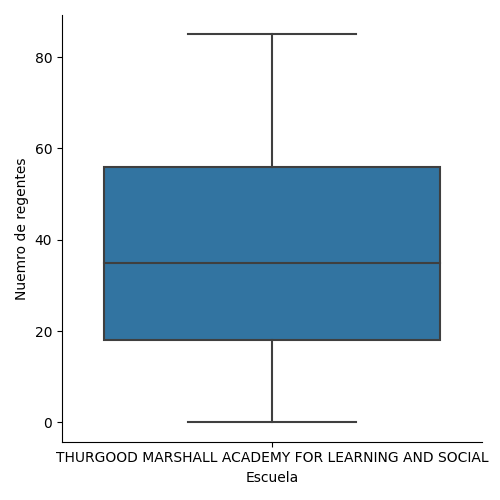 80
60
40
20
0
Nuemro de regentes
THURGOOD MARSHALL ACADEMY FOR LEARNING AND SOCIAL
Escuela